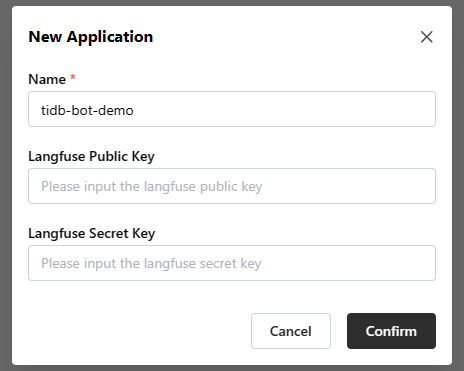 New Application
Name *
tidb-bot-demo
Langfuse Public Key
Please input the langfuse public key
Langfuse Secret Key
Please input the langfuse secret key
Cancel Confirm